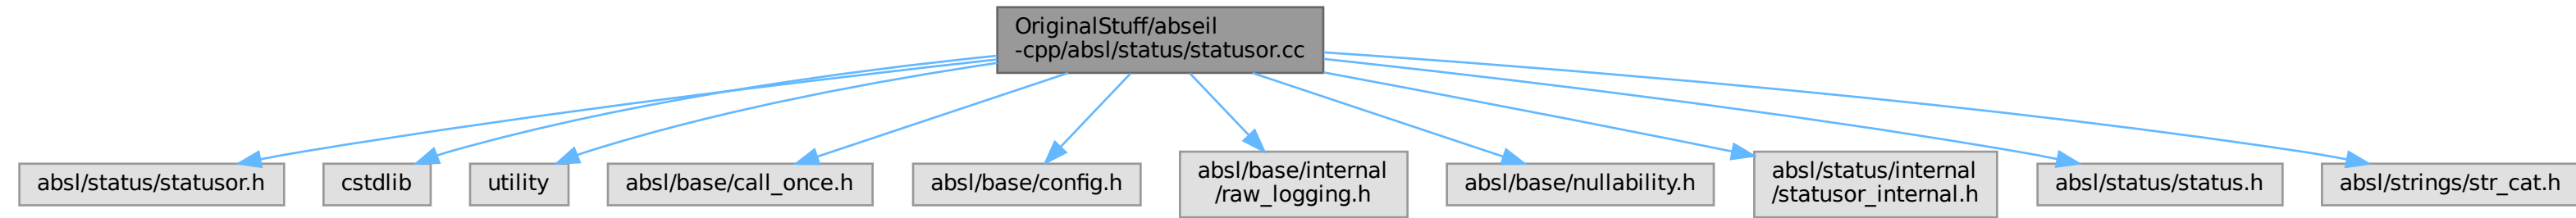 OriginalStuff/abseil
-cpp/absl/status/statusor.cc
absl/status/statusor.h
cstdlib
utility
absl/base/call_once.h
absl/base/config.h
absl/base/internal
/raw_logging.h
absl/base/nullability.h
absl/status/internal
/statusor_internal.h
absl/status/status.h
absl/strings/str_cat.h